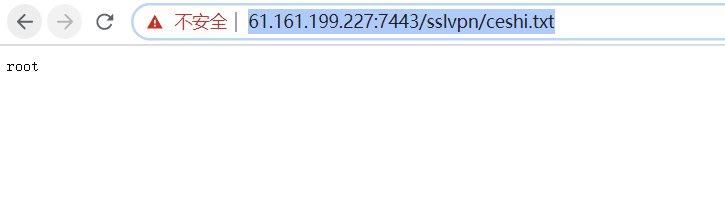 不安全 61.161.199.227:7443/sslvpn/ceshi.txt
root